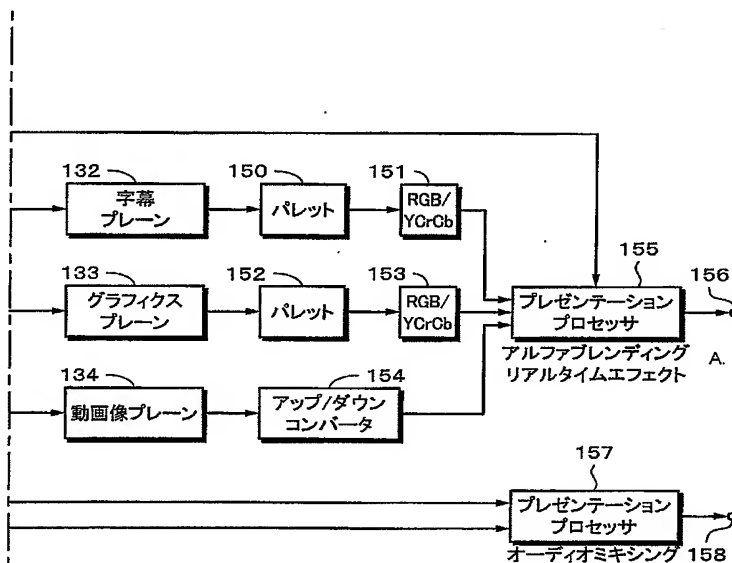 132
字幕
プレーン
150
パレット
151
RGB/
YCrCb
133
グラフィクス
プレーン
152
パレット
153
RGB/
YCrCb
155
プレゼンテーション
プロセッサ
アルファブレンディング
リアルタイムエフェクト
156
A.
134
動画像プレーン
154
アップ/ダウン
コンバータ
157
プレゼンテーション
プロセッサ
オーディオミキシング
158